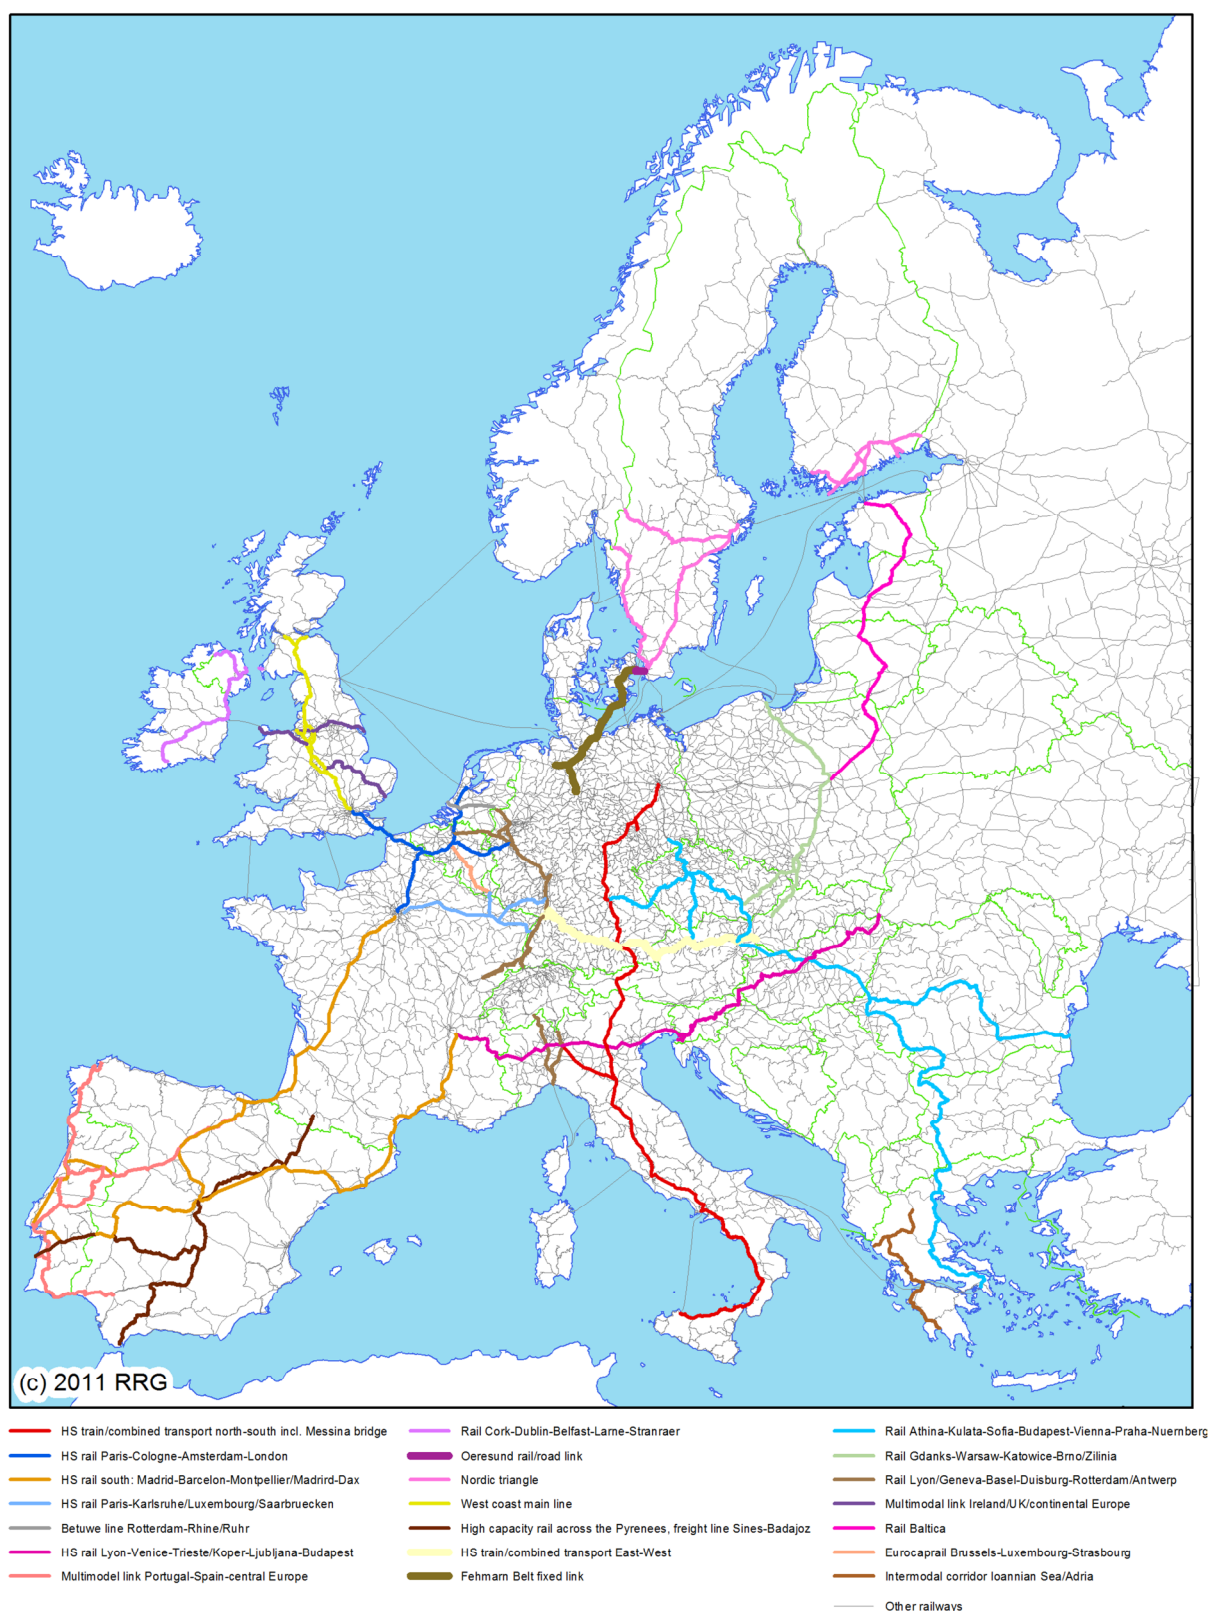 (c) 2011 RRG
HS train/combined transport north-south incl. Messina bridge
HS rail Paris-Cologne-Amsterdam-London
HS rail south: Madrid-Barcelon-Montpellier/Madrird-Dax
HS rail Paris-Karlsruhe/Luxembourg/Saarbruecken
Betuwe line Rotterdam-Rhine/Ruhr
HS rail Lyon-Venice-Trieste/Koper-Ljubljana-Budapest
Multimodel link Portugal-Spain-central Europe
Rail Cork-Dublin-Belfast-Larne-Stranraer
Oeresund rail/road link
Nordic triangle
West coast main line
High capacity rail across the Pyrenees, freight line Sines-Badajoz
HS train/combined transport East-West
Fehmarn Belt fixed link
Rail Athina-Kulata-Sofia-Budapest-Vienna-Praha-Nuernberg
Rail Gdanks-Warsaw-Katowice-Brno/Zilinia
Rail Lyon/Geneva-Basel-Duisburg-Rotterdam/Antwerp
Multimodal link Ireland/UK/continental Europe
Rail Baltica
Eurocaprail Brussels-Luxembourg-Strasbourg
Intermodal corridor Ioannian Sea/Adria
Other railways